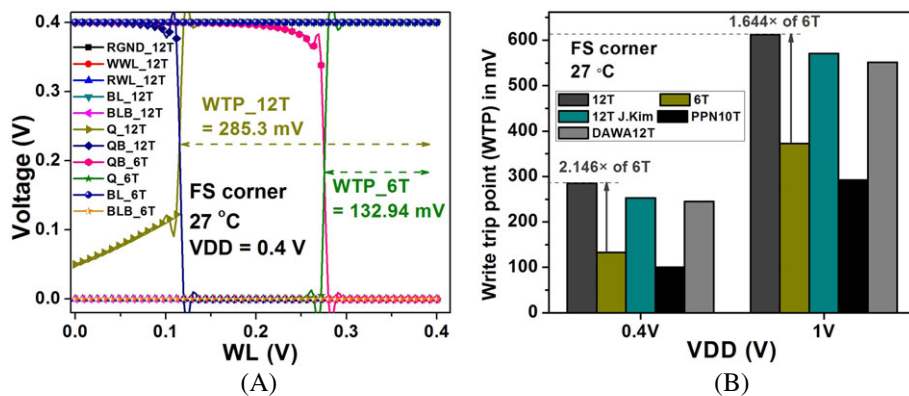 (A)
Voltage (V)
0.4
0.3
0.2
0.1
0.0
RGND_12T
WWL_12T
RWL_12T
BL_12T
BLB_12T
Q_12T
QB_12T
QB_6T
Q_6T
BL_6T
BLB_6T
WTP_12T
= 285.3 mV
FS corner
27 °C
VDD = 0.4 V
WTP_6T
= 132.94 mV
0.0 0.1 0.2 0.3 0.4
WL (V)
(B)
Write trip point (WTP) in mV
600
500
400
300
200
100
0
1.644× of 6T
FS corner
27 °C
12T 6T
12T J.Kim PPN10T
DAWA12T
2.146× of 6T
0.4V 1V
VDD (V)